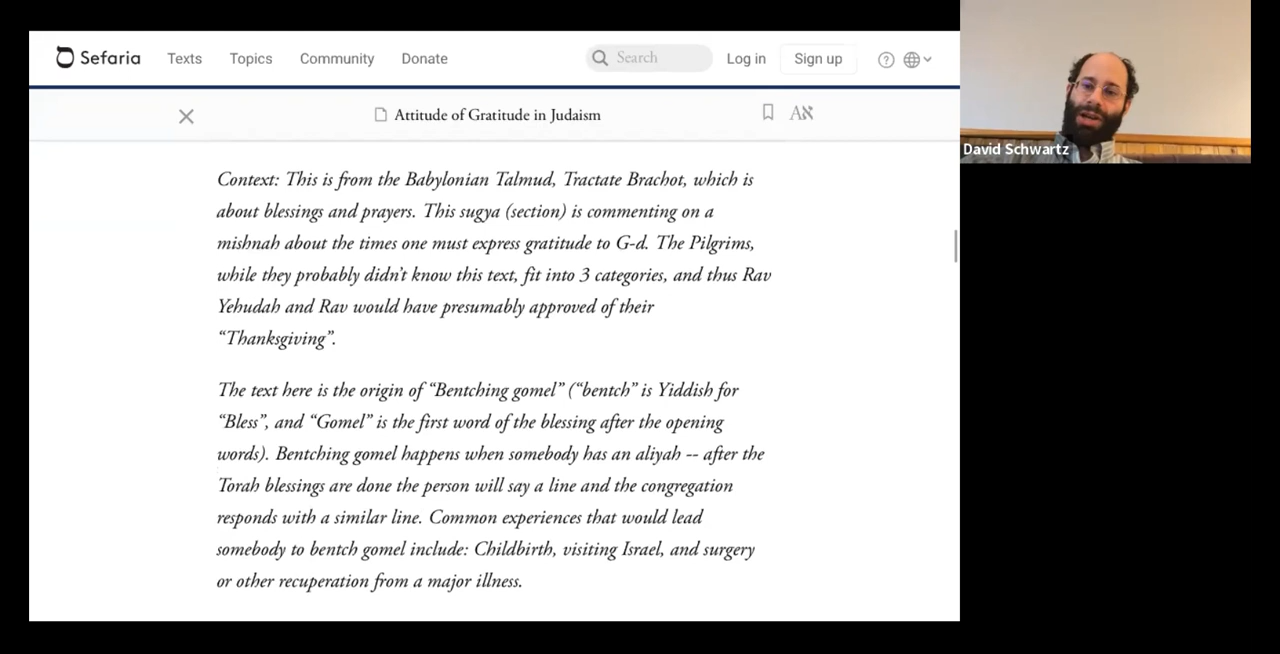 Sefaria Texts Topics Community Donate Search Log in Sign up
Attitude of Gratitude in Judaism Aא
David Schwartz
Context: This is from the Babylonian Talmud, Tractate Brachot, which is
about blessings and prayers. This sugya (section) is commenting on a
mishnah about the times one must express gratitude to G-d. The Pilgrims,
while they probably didn’t know this text, fit into 3 categories, and thus Rav
Yehudah and Rav would have presumably approved of their
“Thanksgiving”.
The text here is the origin of “Bentching gomel” (“bentch” is Yiddish for
“Bless”, and “Gomel” is the first word of the blessing after the opening
words). Bentching gomel happens when somebody has an aliyah -- after the
Torah blessings are done the person will say a line and the congregation
responds with a similar line. Common experiences that would lead
somebody to bentch gomel include: Childbirth, visiting Israel, and surgery
or other recuperation from a major illness.